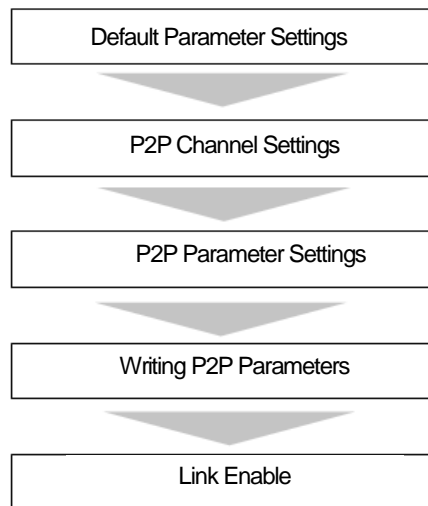 Default Parameter Settings
P2P Channel Settings
P2P Parameter Settings
Writing P2P Parameters
Link Enable